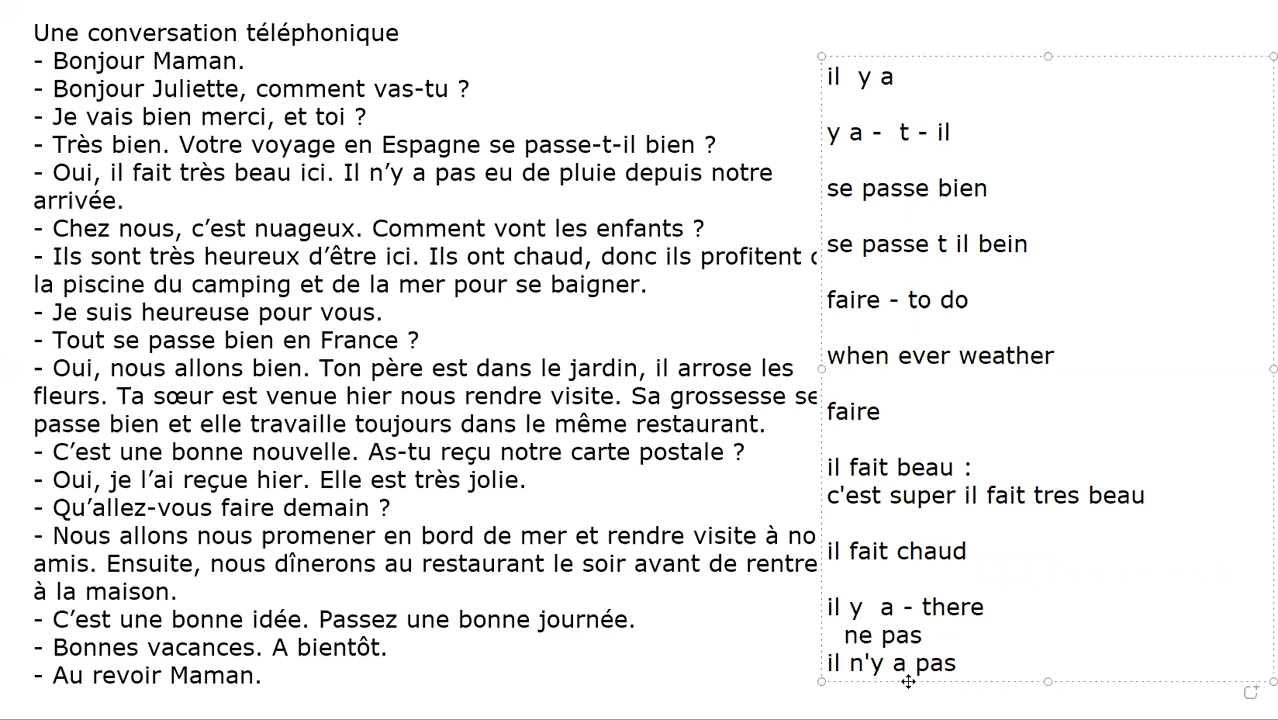 Une conversation téléphonique
- Bonjour Maman.
- Bonjour Juliette, comment vas-tu ?
- Je vais bien merci, et toi ?
- Très bien. Votre voyage en Espagne se passe-t-il bien ?
- Oui, il fait très beau ici. Il n’y a pas eu de pluie depuis notre
arrivée.
- Chez nous, c’est nuageux. Comment vont les enfants ?
- Ils sont très heureux d’être ici. Ils ont chaud, donc ils profitent
la piscine du camping et de la mer pour se baigner.
- Je suis heureuse pour vous.
- Tout se passe bien en France ?
- Oui, nous allons bien. Ton père est dans le jardin, il arrose les
fleurs. Ta sœur est venue hier nous rendre visite. Sa grossesse se
passe bien et elle travaille toujours dans le même restaurant.
- C’est une bonne nouvelle. As-tu reçu notre carte postale ?
- Oui, je l’ai reçue hier. Elle est très jolie.
- Qu’allez-vous faire demain ?
- Nous allons nous promener en bord de mer et rendre visite à no
amis. Ensuite, nous dînerons au restaurant le soir avant de rentre
à la maison.
- C’est une bonne idée. Passez une bonne journée.
- Bonnes vacances. A bientôt.
- Au revoir Maman.
il y a
y a - t - il
se passe bien
se passe t il bein
faire - to do
when ever weather
faire
il fait beau :
c'est super il fait tres beau
il fait chaud
il y a - there
ne pas
il n'y a pas